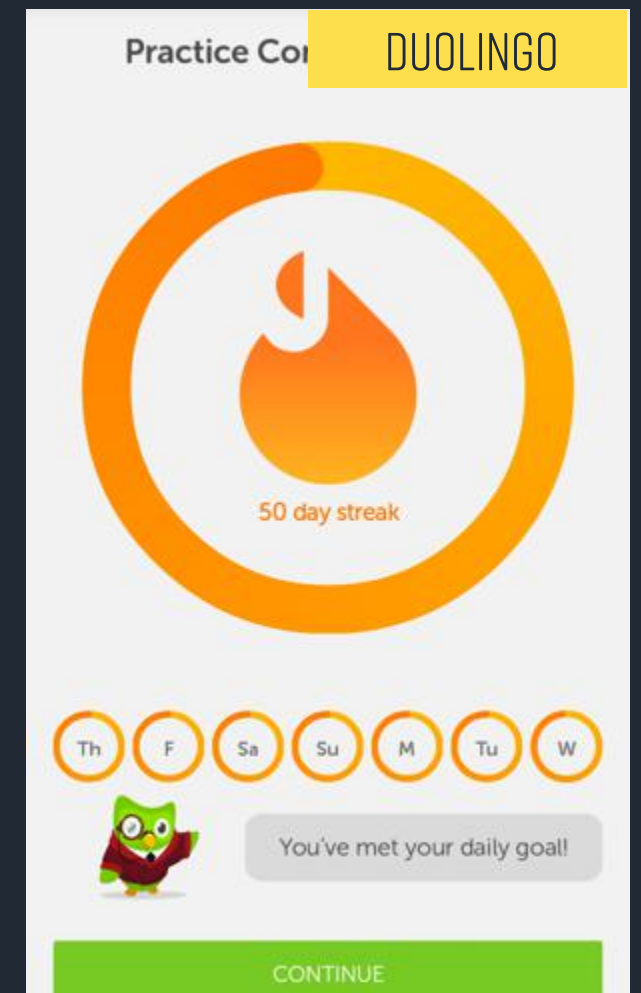 Practice Co
DUOLINGO
50 day streak
Th F Sa Su M Tu W
You've met your daily goal!
CONTINUE